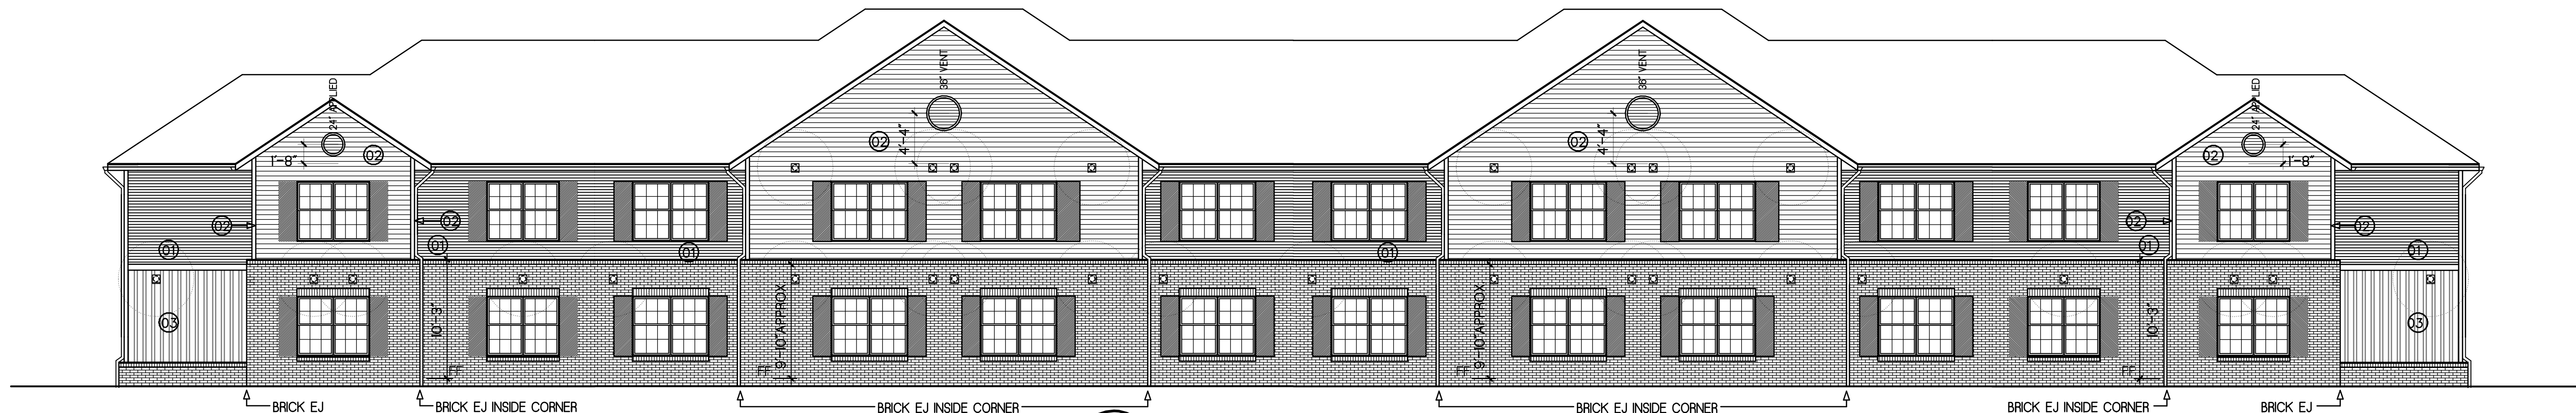 36" VENT
36" VENT
24" APPLIED
24" APPLIED
02
4'-4"
02
4'-4"
1'-8"
02
02
1'-8"
02
02
02
02
01
01
01
01
01
01
03
10'-3"
9'-10" APPROX
9'-10" APPROX
10'-3"
03
FF
FF
FF
FF
BRICK EJ
BRICK EJ INSIDE CORNER
BRICK EJ INSIDE CORNER
BRICK EJ INSIDE CORNER
BRICK EJ INSIDE CORNER
BRICK EJ